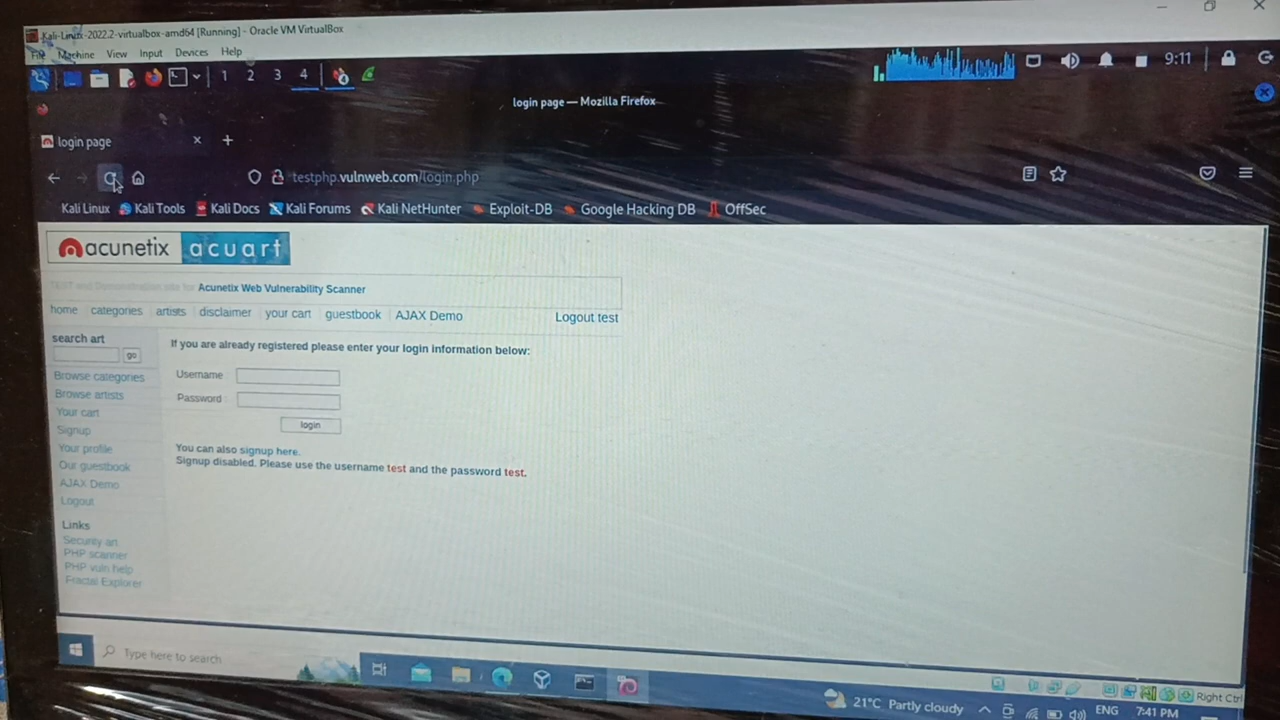 Kali-Linux-2022.2-virtualbox-amd64 [Running] - Oracle VM VirtualBox
File Machine View Input Devices Help
1 2 3 4 9:11
login page — Mozilla Firefox
login page × +
testphp.vulnweb.com/login.php
Kali Linux Kali Tools Kali Docs Kali Forums Kali NetHunter Exploit-DB Google Hacking DB OffSec
acunetix acuart
TEST and Demonstration site for Acunetix Web Vulnerability Scanner
home categories artists disclaimer your cart guestbook AJAX Demo Logout test
search art
go
Browse categories
Browse artists
Your cart
Signup
Your profile
Our guestbook
AJAX Demo
Logout
Links
Security art
PHP scanner
PHP vuln help
Fractal Explorer
If you are already registered please enter your login information below:
Username
Password
login
You can also signup here.
Signup disabled. Please use the username test and the password test.
Type here to search
Right Ctrl
21°C Partly cloudy ENG 7:41 PM